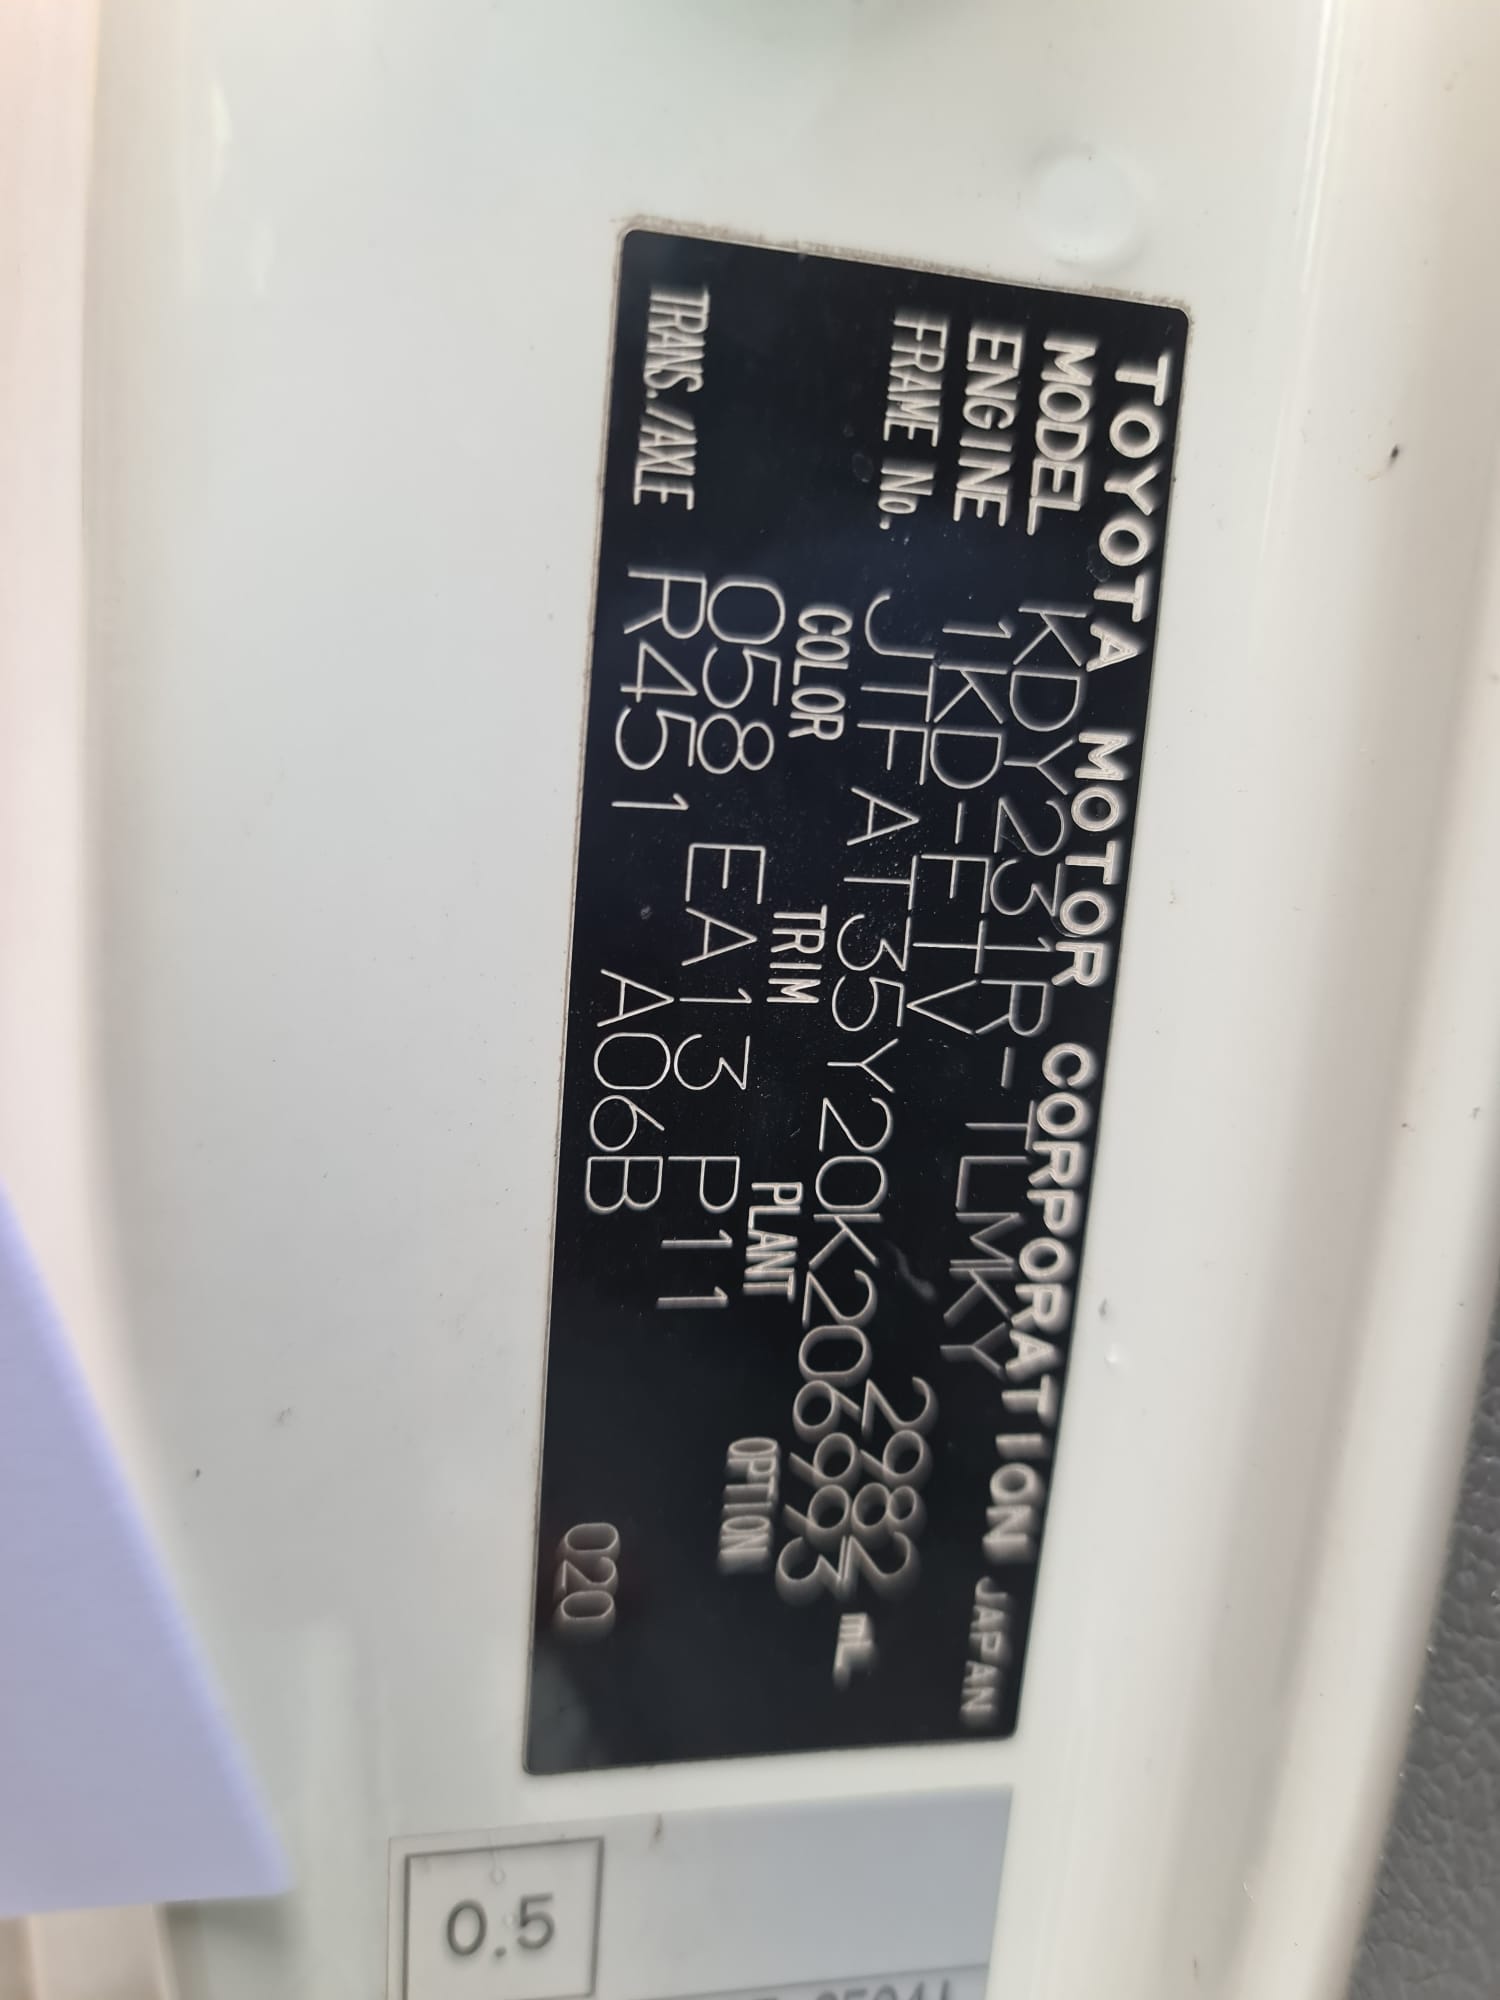 TOYOTA MOTOR CORPORATION JAPAN
MODEL KDY231R-TLMKY
ENGINE 1KD-FTV 2982 mL
FRAME No. JTFAT35Y20K206993
COLOR TRIM PLANT OPTION
058 EA13 P11
TRANS./AXLE R451 A06B 020
0.5